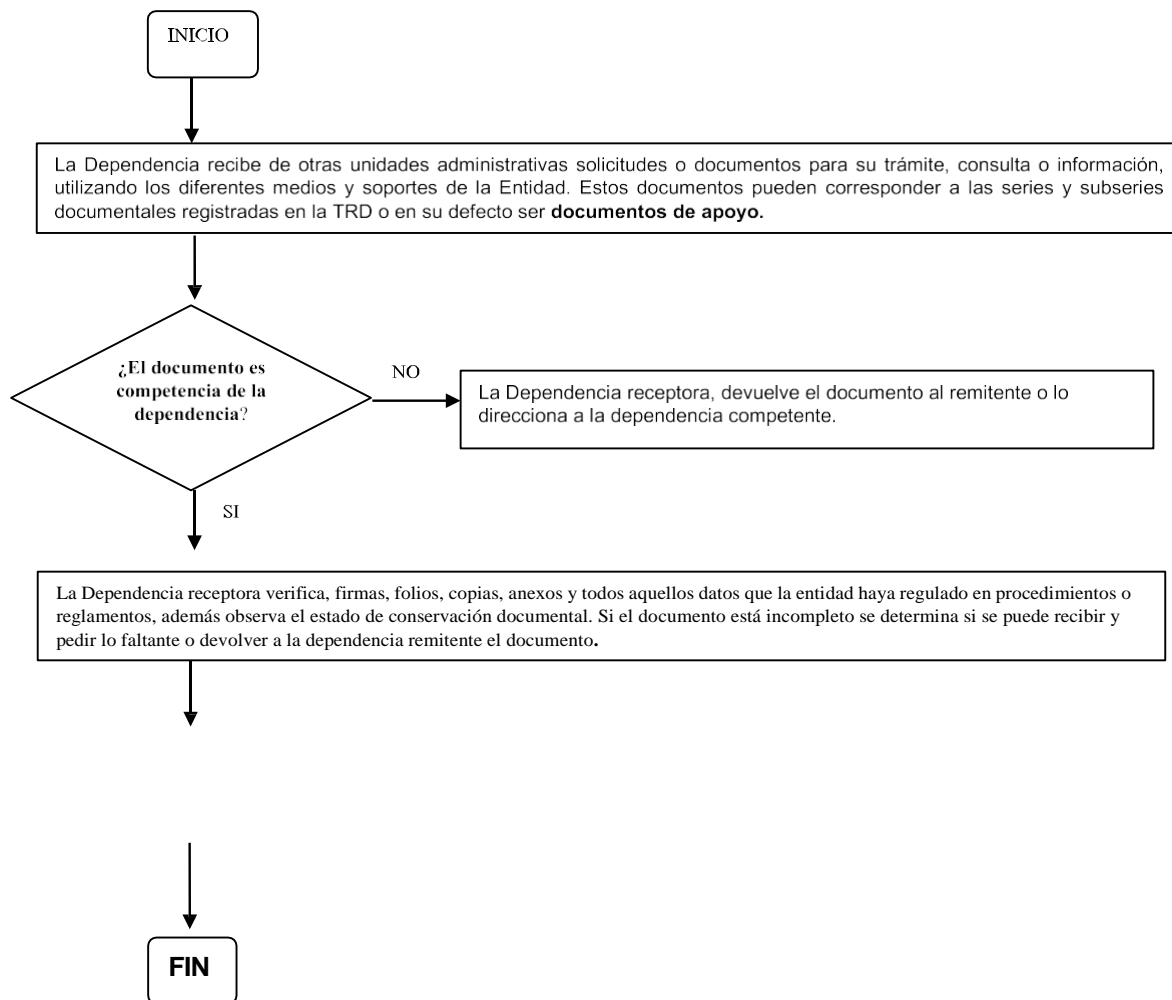 INICIO
La Dependencia recibe de otras unidades administrativas solicitudes o documentos para su trámite, consulta o información,
utilizando los diferentes medios y soportes de la Entidad. Estos documentos pueden corresponder a las series y subseries
documentales registradas en la TRD o en su defecto ser documentos de apoyo.
¿El documento es
competencia de la
dependencia?
NO
La Dependencia receptora, devuelve el documento al remitente o lo
direcciona a la dependencia competente.
SI
La Dependencia receptora verifica, firmas, folios, copias, anexos y todos aquellos datos que la entidad haya regulado en procedimientos o
reglamentos, además observa el estado de conservación documental. Si el documento está incompleto se determina si se puede recibir y
pedir lo faltante o devolver a la dependencia remitente el documento.
FIN